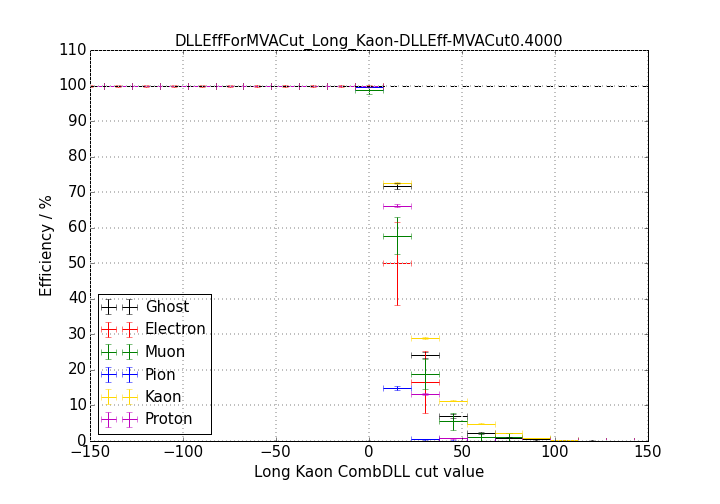 DLLEffForMVACut_Long_Kaon-DLLEff-MVACut0.4000
110
100
90
80
70
60
50
40
30
20
10
0
Efficiency / %
Ghost
Electron
Muon
Pion
Kaon
Proton
−150 −100 −50 0 50 100 150
Long Kaon CombDLL cut value